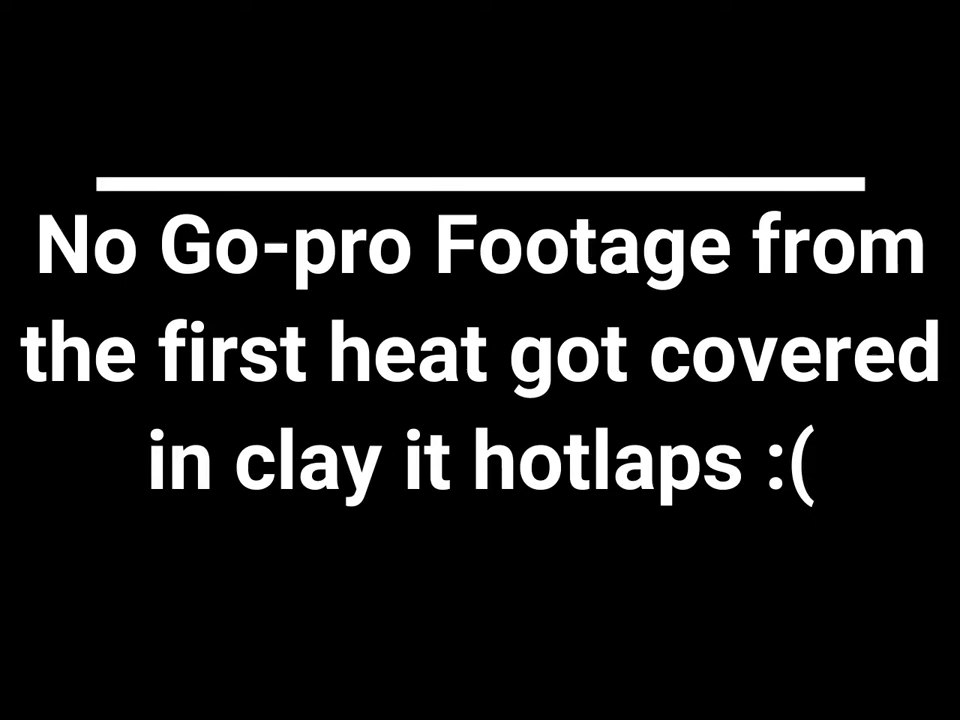 No Go-pro Footage from
the first heat got covered
in clay it hotlaps :(